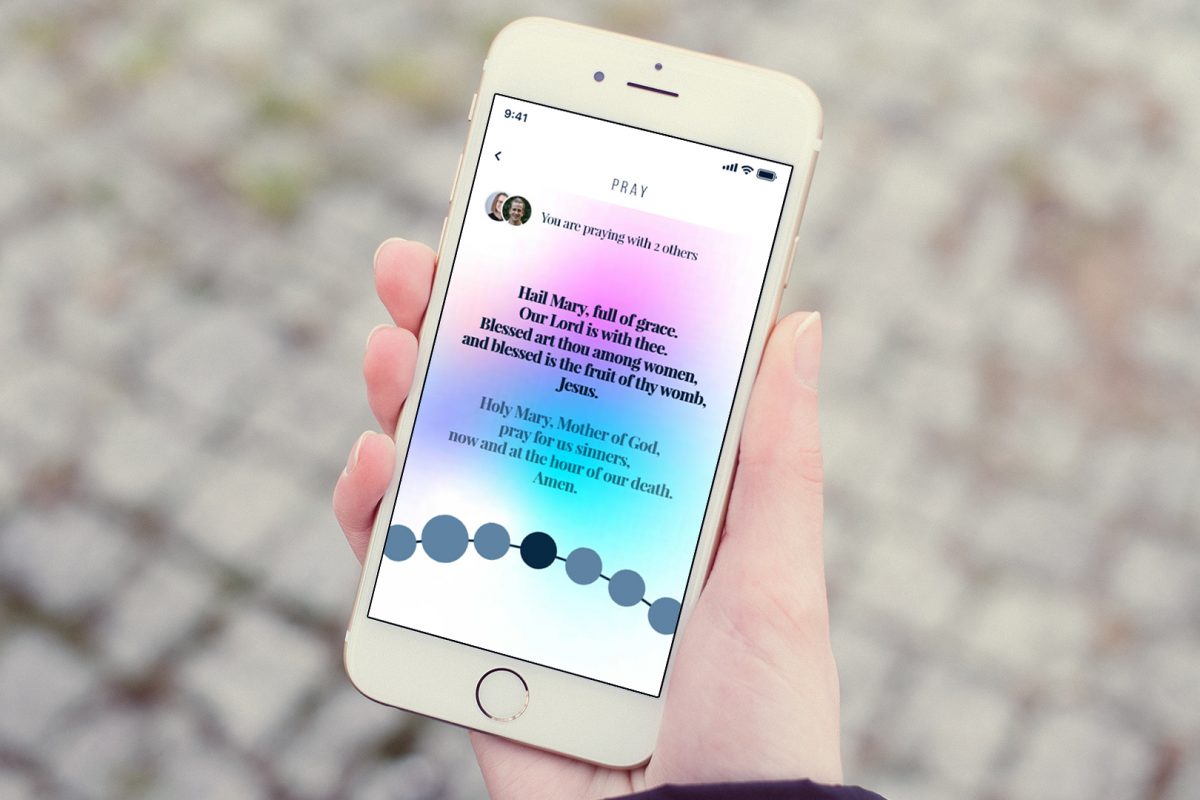 9:41
PRAY
You are praying with 2 others
Hail Mary, full of grace.
Our Lord is with thee.
Blessed art thou among women,
and blessed is the fruit of thy womb,
Jesus.
Holy Mary, Mother of God,
pray for us sinners,
now and at the hour of our death.
Amen.